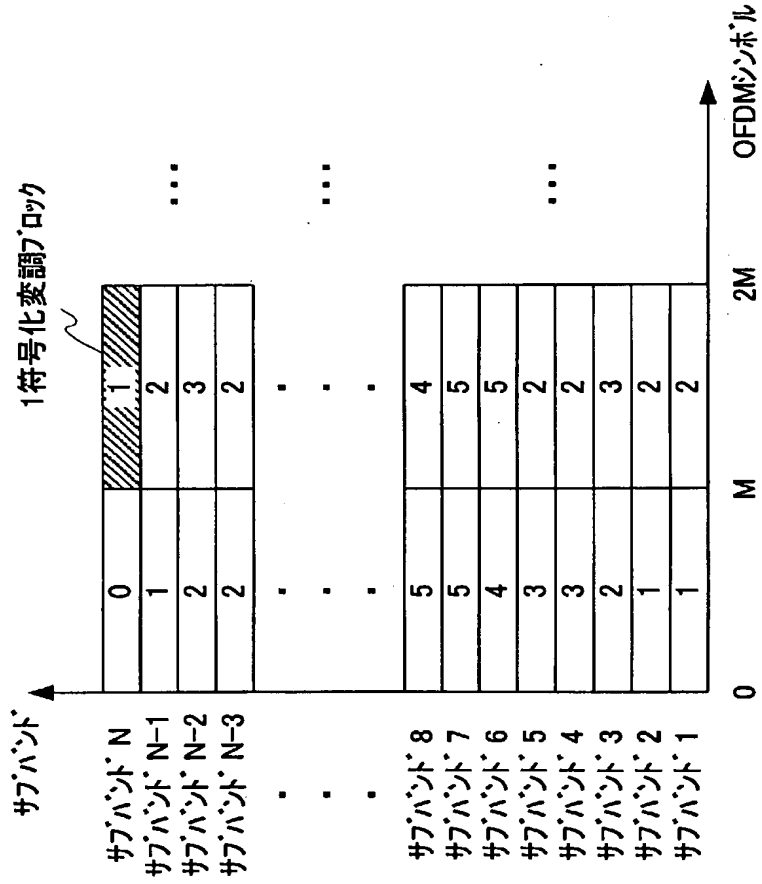 サブバンド
1符号化変調ブロック
サブバンド N 0 1 ...
サブバンド N-1 1 2
サブバンド N-2 2 3
サブバンド N-3 2 2
. . . ...
サブバンド 8 5 4
サブバンド 7 5 5
サブバンド 6 4 5
サブバンド 5 3 2 ...
サブバンド 4 3 2
サブバンド 3 2 3
サブバンド 2 1 2
サブバンド 1 1 2
0 M 2M OFDMシンボル